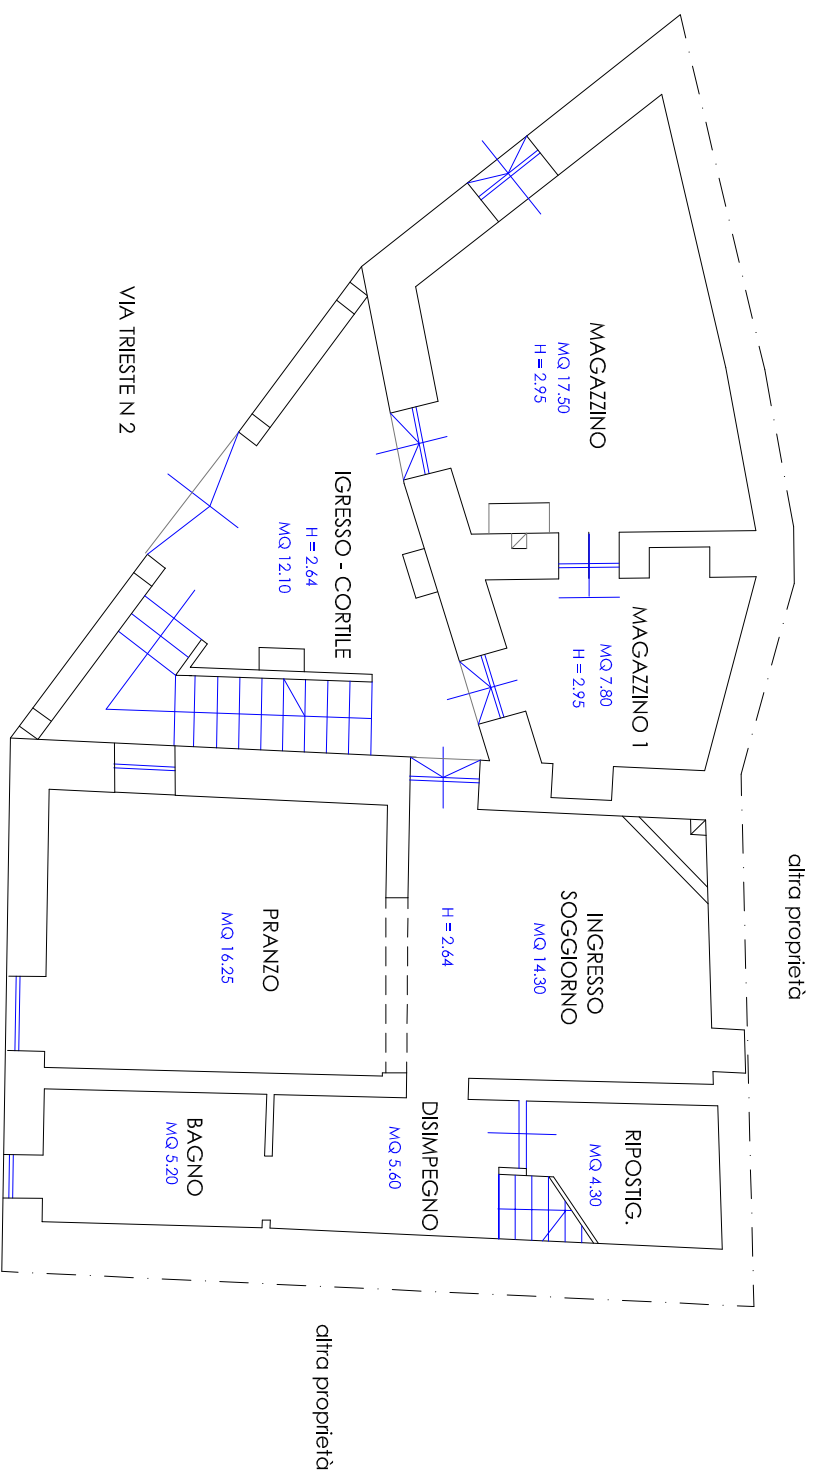 MAGAZZINO
MQ 17.50
H = 2.95
VIA TRIESTE N 2
IGRESSO - CORTILE
H = 2.64
MQ 12.10
MAGAZZINO 1
MQ 7.80
H = 2.95
altra proprietà
INGRESSO
SOGGIORNO
MQ 14.30
H = 2.64
PRANZO
MQ 16.25
RIPOSTIG.
MQ 4.30
DISIMPEGNO
MQ 5.60
BAGNO
MQ 5.20
altra proprietà